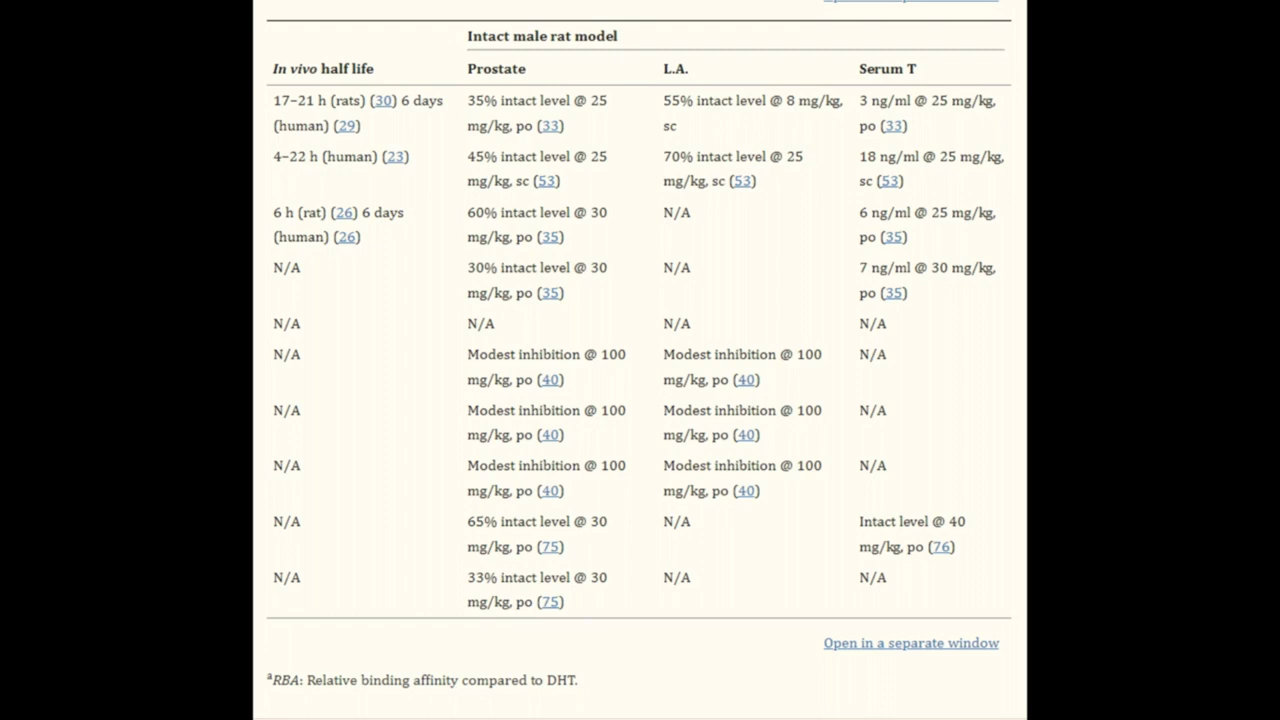 Intact male rat model
In vivo half life Prostate L.A. Serum T
17–21 h (rats) (30) 6 days 35% intact level @ 25 55% intact level @ 8 mg/kg, 3 ng/ml @ 25 mg/kg,
(human) (29) mg/kg, po (33) sc po (33)
4–22 h (human) (23) 45% intact level @ 25 70% intact level @ 25 18 ng/ml @ 25 mg/kg,
mg/kg, sc (53) mg/kg, sc (53) sc (53)
6 h (rat) (26) 6 days 60% intact level @ 30 N/A 6 ng/ml @ 25 mg/kg,
(human) (26) mg/kg, po (35) po (35)
N/A 30% intact level @ 30 N/A 7 ng/ml @ 30 mg/kg,
mg/kg, po (35) po (35)
N/A N/A N/A N/A
N/A Modest inhibition @ 100 Modest inhibition @ 100 N/A
mg/kg, po (40) mg/kg, po (40)
N/A Modest inhibition @ 100 Modest inhibition @ 100 N/A
mg/kg, po (40) mg/kg, po (40)
N/A Modest inhibition @ 100 Modest inhibition @ 100 N/A
mg/kg, po (40) mg/kg, po (40)
N/A 65% intact level @ 30 N/A Intact level @ 40
mg/kg, po (75) mg/kg, po (76)
N/A 33% intact level @ 30 N/A N/A
mg/kg, po (75)
Open in a separate window
aRBA: Relative binding affinity compared to DHT.